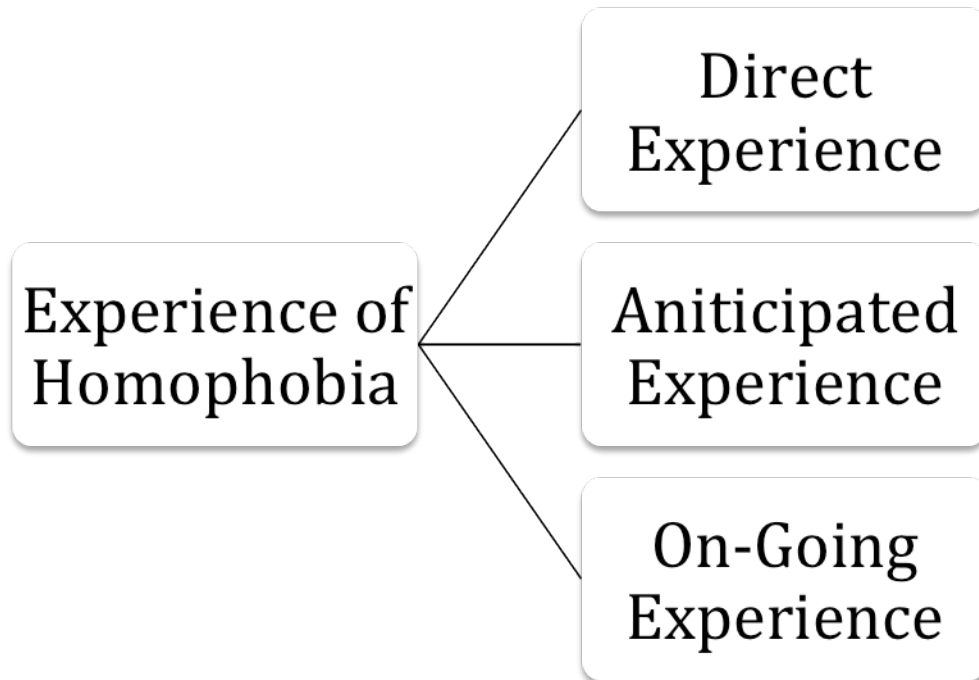 Direct
Experience
Experience of
Homophobia
Aniticipated
Experience
On-Going
Experience